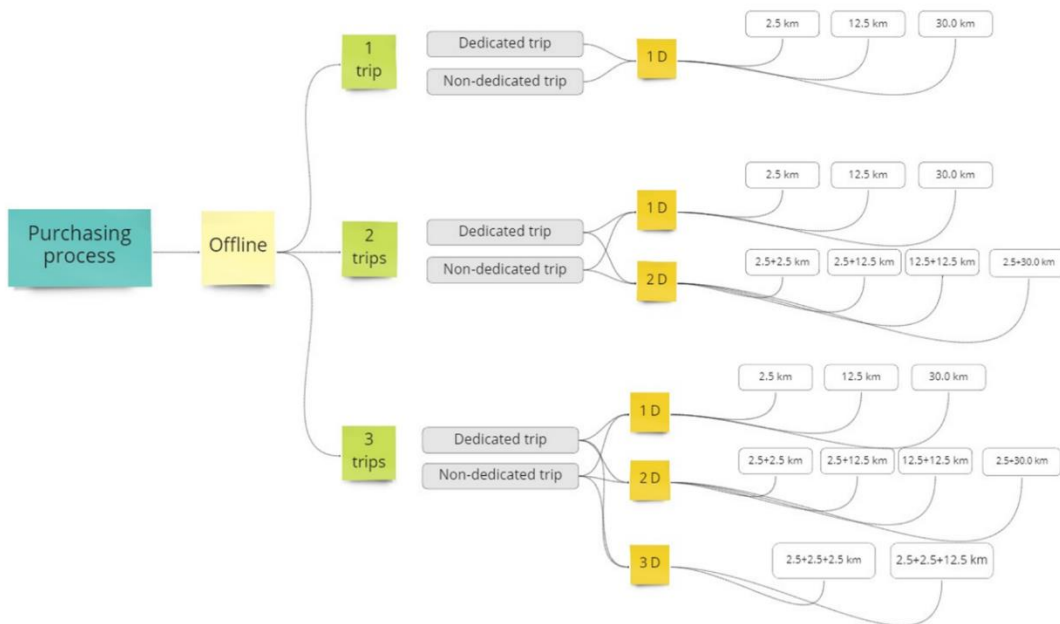 2.5 km
12.5 km
30.0 km
1
trip
Dedicated trip
Non-dedicated trip
1 D
2.5 km
12.5 km
30.0 km
Purchasing
process
Offline
2
trips
Dedicated trip
Non-dedicated trip
1 D
2 D
2.5+2.5 km
2.5+12.5 km
12.5+12.5 km
2.5+30.0 km
2.5 km
12.5 km
30.0 km
3
trips
Dedicated trip
Non-dedicated trip
1 D
2 D
2.5+2.5 km
2.5+12.5 km
12.5+12.5 km
2.5+30.0 km
3 D
2.5+2.5+2.5 km
2.5+2.5+12.5 km